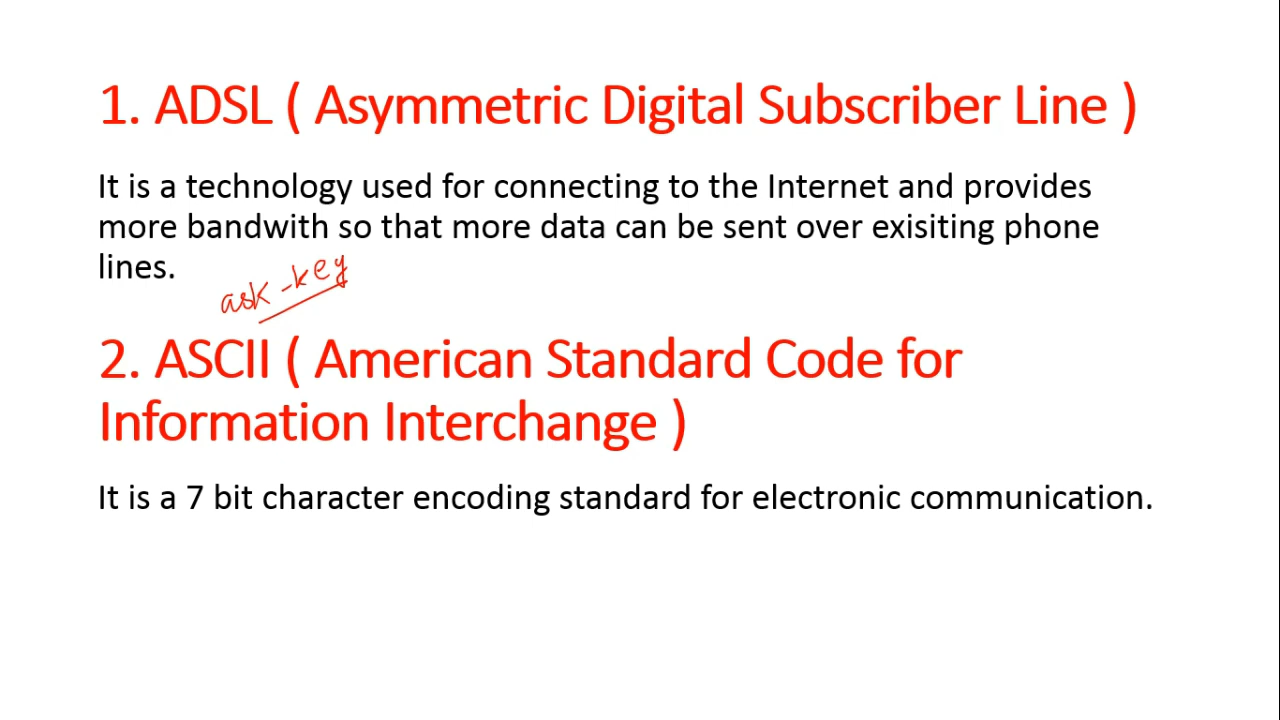 1. ADSL ( Asymmetric Digital Subscriber Line )
It is a technology used for connecting to the Internet and provides
more bandwith so that more data can be sent over exisiting phone
lines.
ask-key
2. ASCII ( American Standard Code for
Information Interchange )
It is a 7 bit character encoding standard for electronic communication.